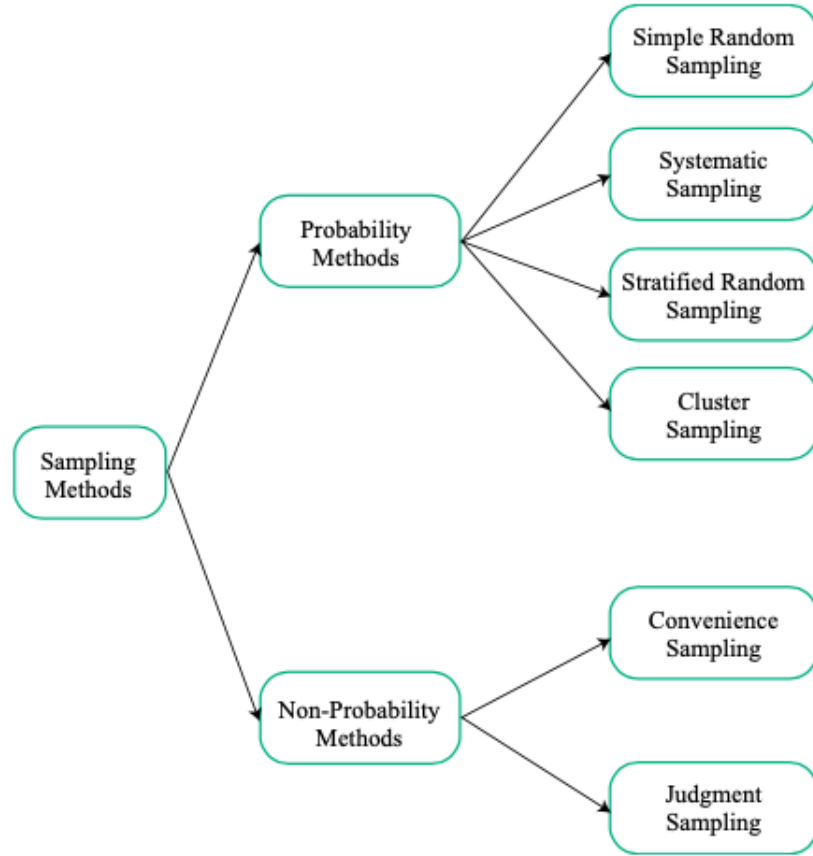 Simple Random
Sampling
Systematic
Sampling
Probability
Methods
Stratified Random
Sampling
Cluster
Sampling
Sampling
Methods
Convenience
Sampling
Non-Probability
Methods
Judgment
Sampling